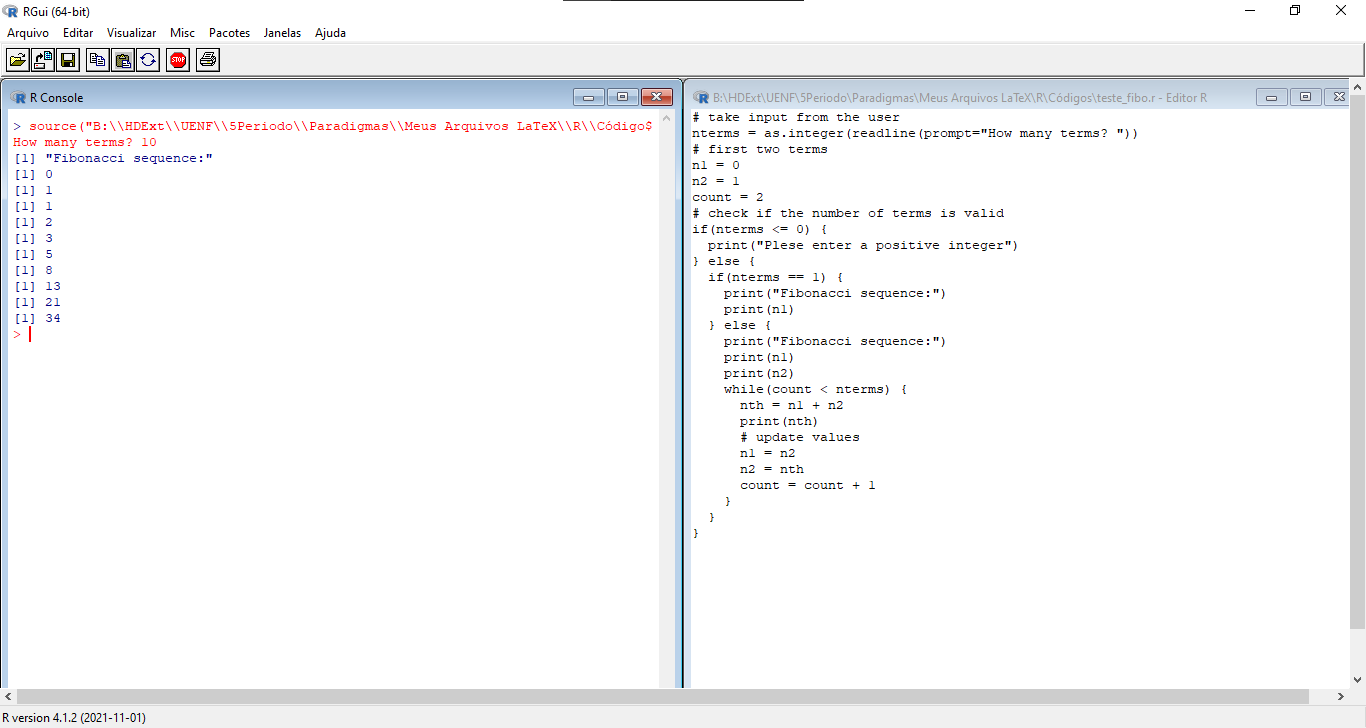 RGui (64-bit)
Arquivo Editar Visualizar Misc Pacotes Janelas Ajuda
STOP
R Console
> source("B:\\HDExt\\UENF\\5Periodo\\Paradigmas\\Meus Arquivos LaTeX\\R\\Código$
How many terms? 10
[1] "Fibonacci sequence:"
[1] 0
[1] 1
[1] 1
[1] 2
[1] 3
[1] 5
[1] 8
[1] 13
[1] 21
[1] 34
>
B:\HDExt\UENF\5Periodo\Paradigmas\Meus Arquivos LaTeX\R\Códigos\teste_fibo.r - Editor R
# take input from the user
nterms = as.integer(readline(prompt="How many terms? "))
# first two terms
n1 = 0
n2 = 1
count = 2
# check if the number of terms is valid
if(nterms <= 0) {
  print("Plese enter a positive integer")
} else {
  if(nterms == 1) {
    print("Fibonacci sequence:")
    print(n1)
  } else {
    print("Fibonacci sequence:")
    print(n1)
    print(n2)
    while(count < nterms) {
      nth = n1 + n2
      print(nth)
      # update values
      n1 = n2
      n2 = nth
      count = count + 1
    }
  }
}
R version 4.1.2 (2021-11-01)